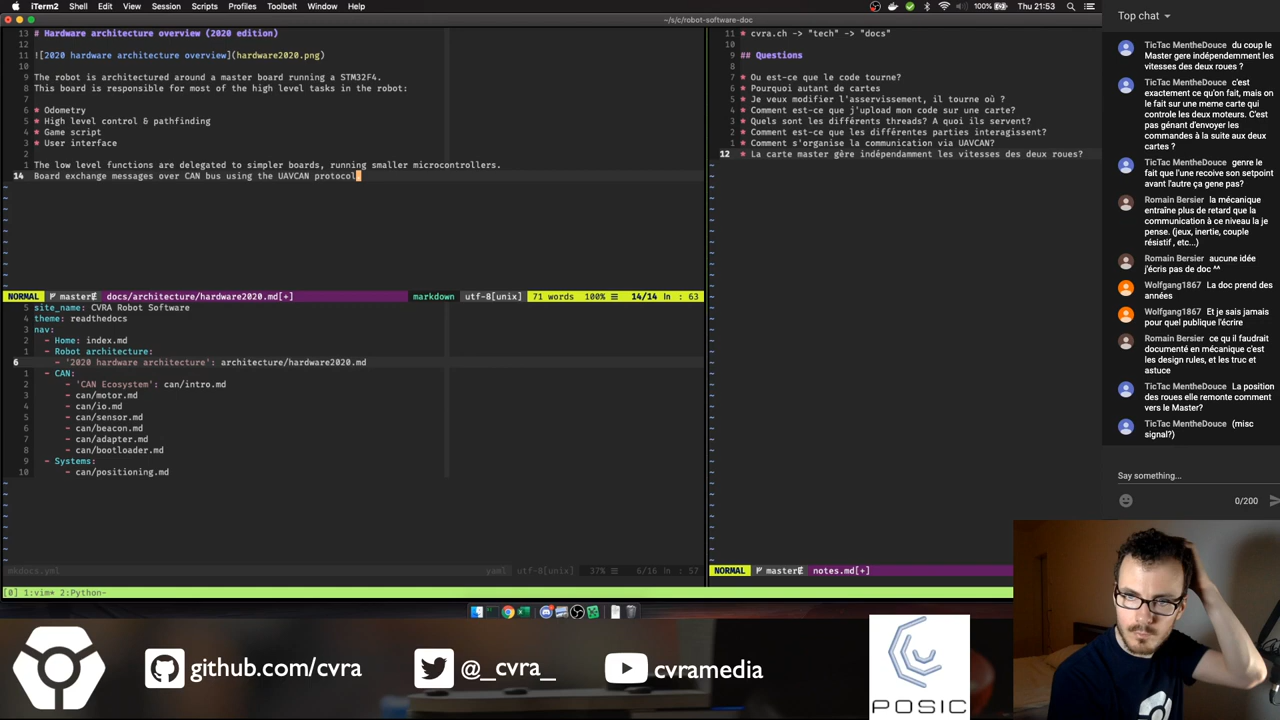 iTerm2 Shell Edit View Session Scripts Profiles Toolbelt Window Help
100% Thu 21:53
~/s/c/robot-software-doc
13 # Hardware architecture overview (2020 edition)
12
11 ![2020 hardware architecture overview](hardware2020.png)
10
9 The robot is architectured around a master board running a STM32F4.
8 This board is responsible for most of the high level tasks in the robot:
7
6 * Odometry
5 * High level control & pathfinding
4 * Game script
3 * User interface
2
1 The low level functions are delegated to simpler boards, running smaller microcontrollers.
14 Board exchange messages over CAN bus using the UAVCAN protocol
NORMAL master docs/architecture/hardware2020.md[+] markdown utf-8[unix] 71 words 100% 14/14 ln : 63
5 site_name: CVRA Robot Software
4 theme: readthedocs
3 nav:
2 - Home: index.md
1 - Robot architecture:
6 - '2020 hardware architecture': architecture/hardware2020.md
1 - CAN:
2 - 'CAN Ecosystem': can/intro.md
3 - can/motor.md
4 - can/io.md
5 - can/sensor.md
6 - can/beacon.md
7 - can/adapter.md
8 - can/bootloader.md
9 - Systems:
10 - can/positioning.md
mkdocs.yml yaml utf-8[unix] 37% 6/16 ln : 57
[0] 1:vim* 2:Python-
11 * cvra.ch -> "tech" -> "docs"
10
9 ## Questions
8
7 * Ou est-ce que le code tourne?
6 * Pourquoi autant de cartes
5 * Je veux modifier l'asservissement, il tourne où ?
4 * Comment est-ce que j'upload mon code sur une carte?
3 * Quels sont les différents threads? A quoi ils servent?
2 * Comment est-ce que les différentes parties interagissent?
1 * Comment s'organise la communication via UAVCAN?
12 * La carte master gère indépendamment les vitesses des deux roues?
NORMAL master notes.md[+]
Top chat
TicTac MentheDouce du coup le
Master gere indépendemment les
vitesses des deux roues ?
TicTac MentheDouce c'est
exactement ce qu'on fait, mais on
le fait sur une meme carte qui
controle les deux moteurs. C'est
pas génant d'envoyer les
commandes à la suite aux deux
cartes ?
TicTac MentheDouce genre le
fait que l'une recoive son setpoint
avant l'autre ça gene pas?
Romain Bersier la mécanique
entraîne plus de retard que la
communication à ce niveau la je
pense. (jeux, inertie, couple
résistif , etc...)
Romain Bersier aucune idée
j'écris pas de doc ^^
Wolfgang1867 La doc prend des
années
Wolfgang1867 Et je sais jamais
pour quel publique l'écrire
Romain Bersier ce qu il faudrait
documenté en mécanique c'est
les design rules, et les truc et
astuce
TicTac MentheDouce La position
des roues elle remonte comment
vers le Master?
TicTac MentheDouce (misc
signal?)
Say something...
0/200
github.com/cvra
@_cvra_
cvramedia
POSIC